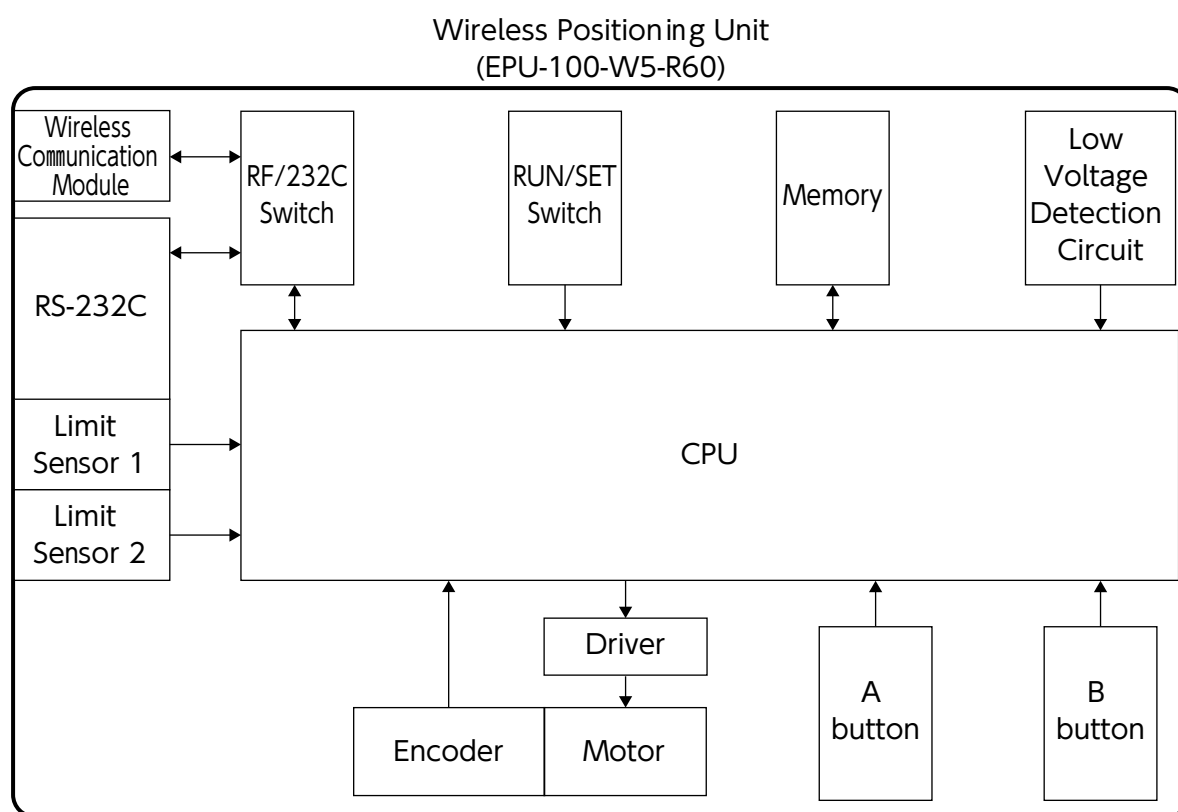 Wireless Positioning Unit
(EPU-100-W5-R60)
Wireless
Communication
Module
RF/232C
Switch
RUN/SET
Switch
Memory
Low
Voltage
Detection
Circuit
RS-232C
Limit
Sensor 1
Limit
Sensor 2
CPU
Driver
Encoder
Motor
A
button
B
button